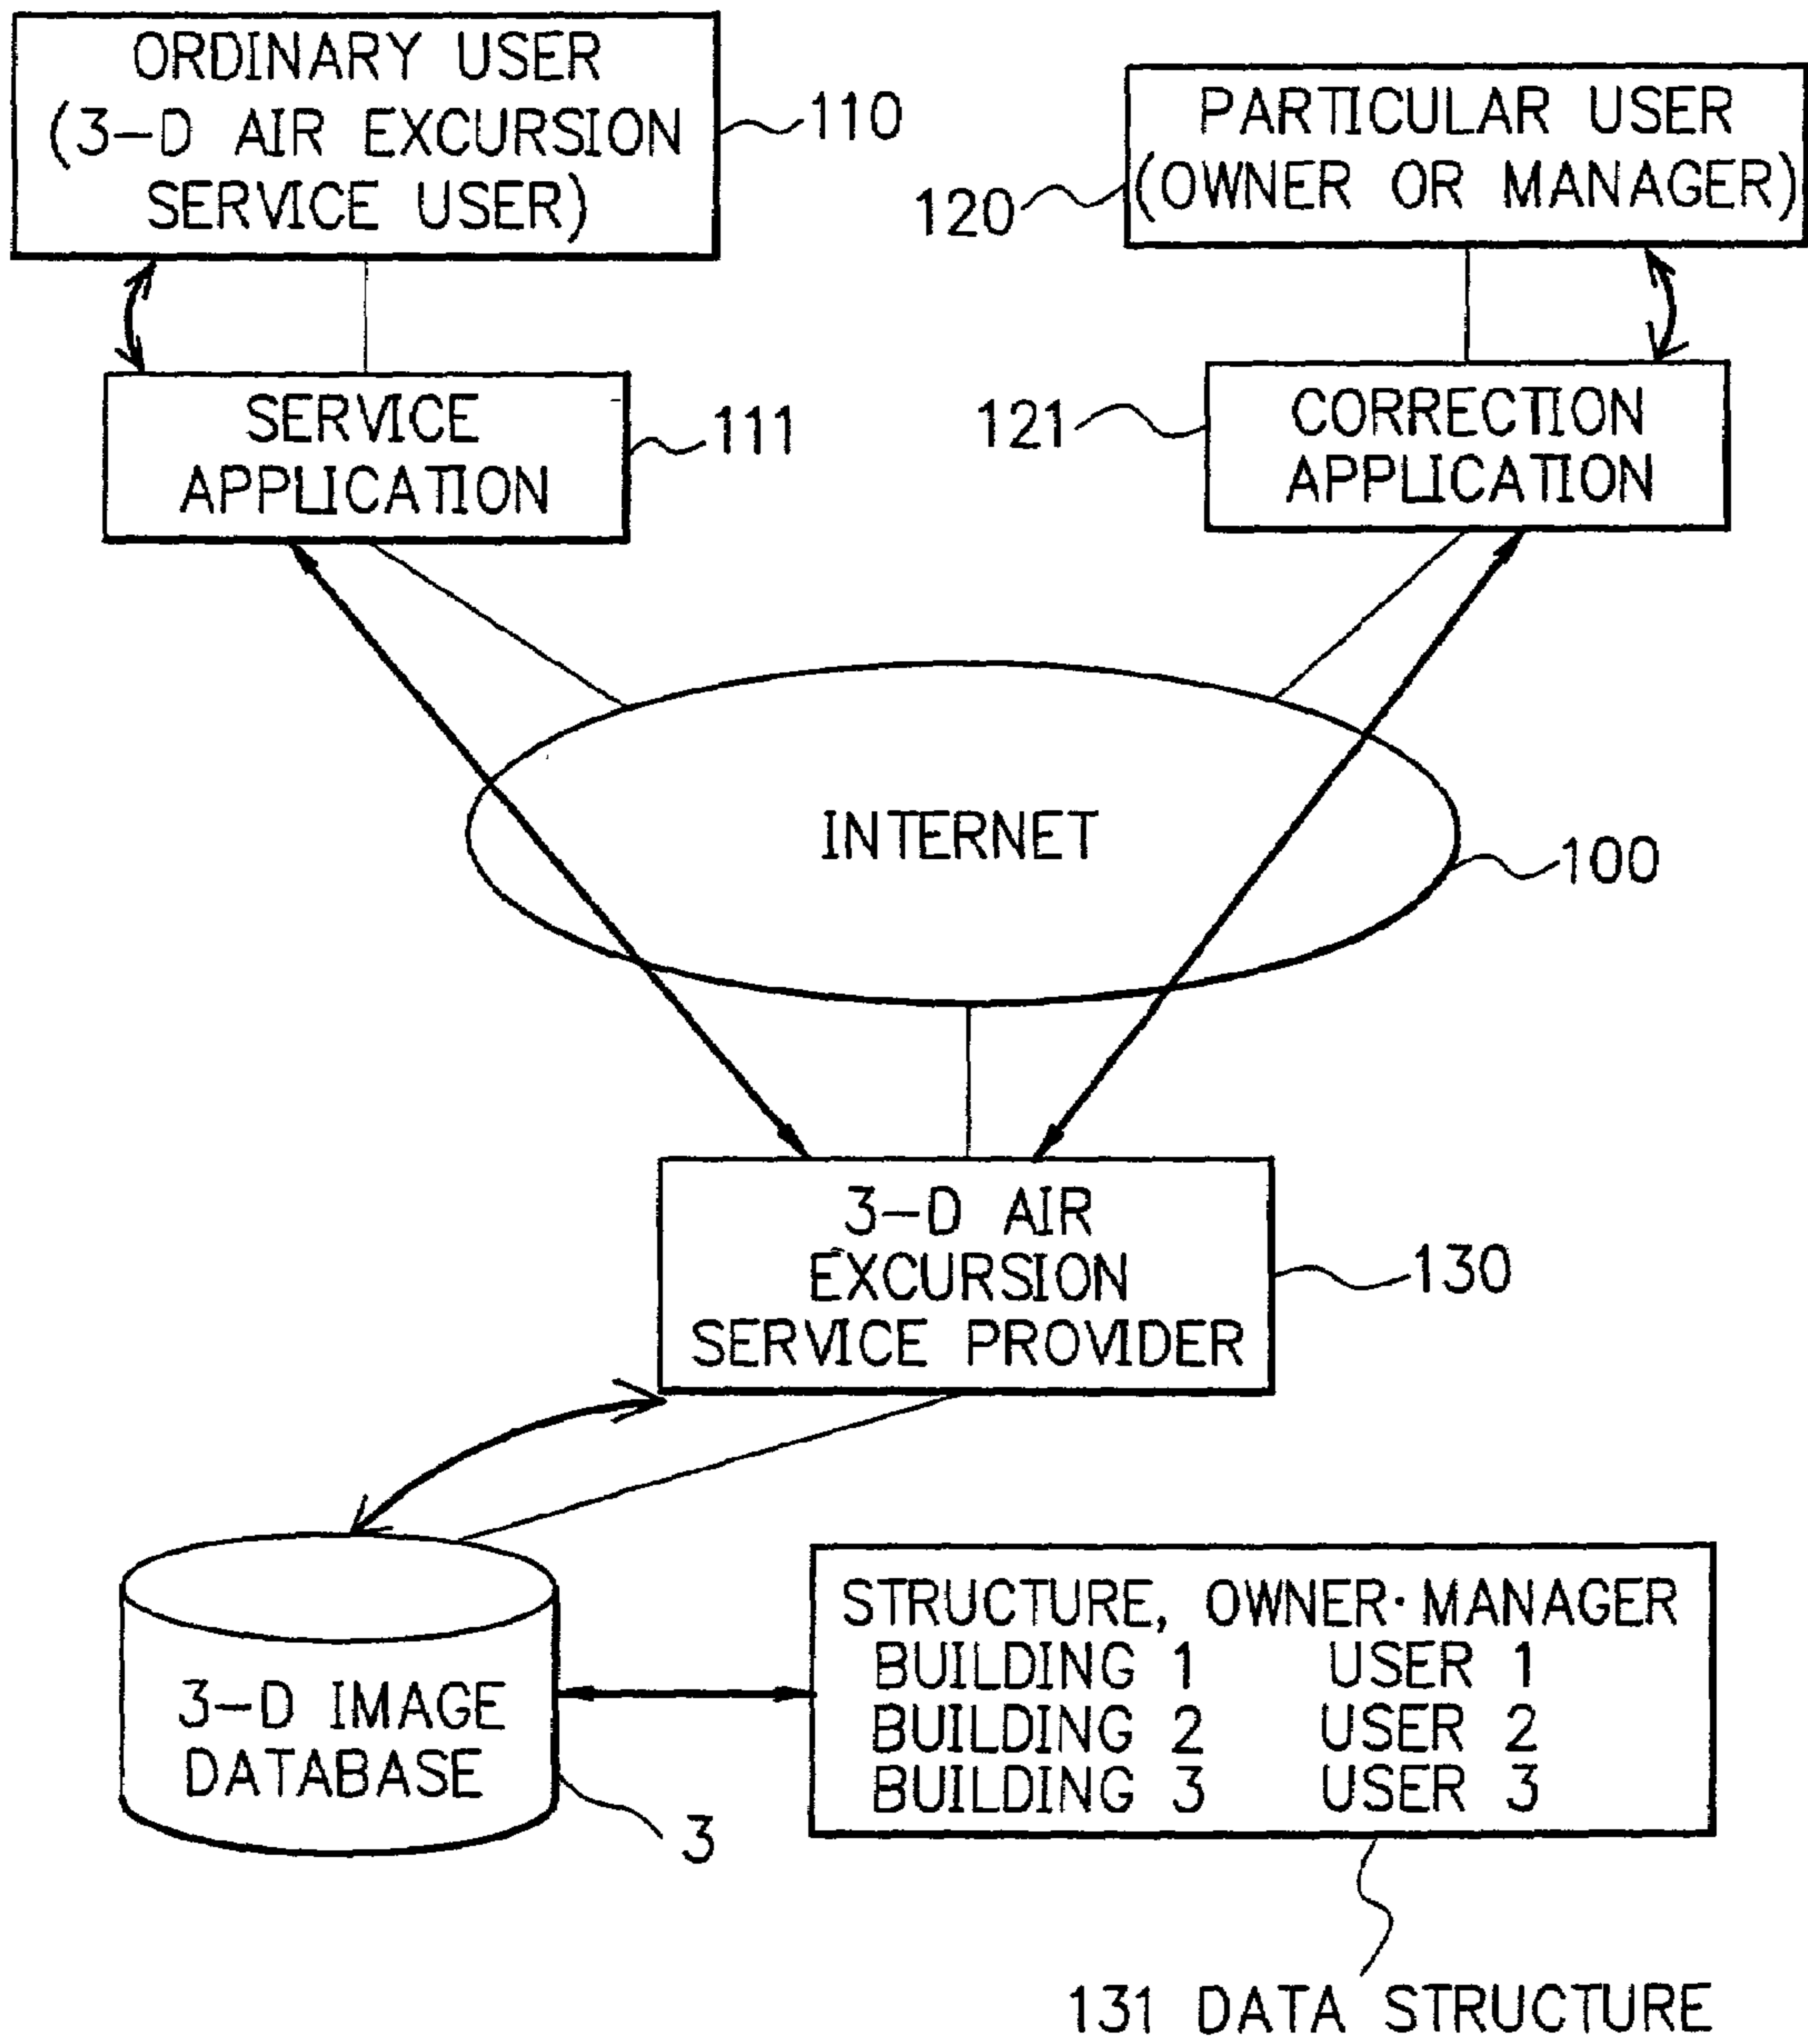 ORDINARY USER
(3-D AIR EXCURSION
SERVICE USER)
110
PARTICULAR USER
(OWNER OR MANAGER)
120
SERVICE
APPLICATION
111
121
CORRECTION
APPLICATION
INTERNET
100
3-D AIR
EXCURSION
SERVICE PROVIDER
130
3-D IMAGE
DATABASE
3
STRUCTURE, OWNER·MANAGER
BUILDING 1 USER 1
BUILDING 2 USER 2
BUILDING 3 USER 3
131 DATA STRUCTURE